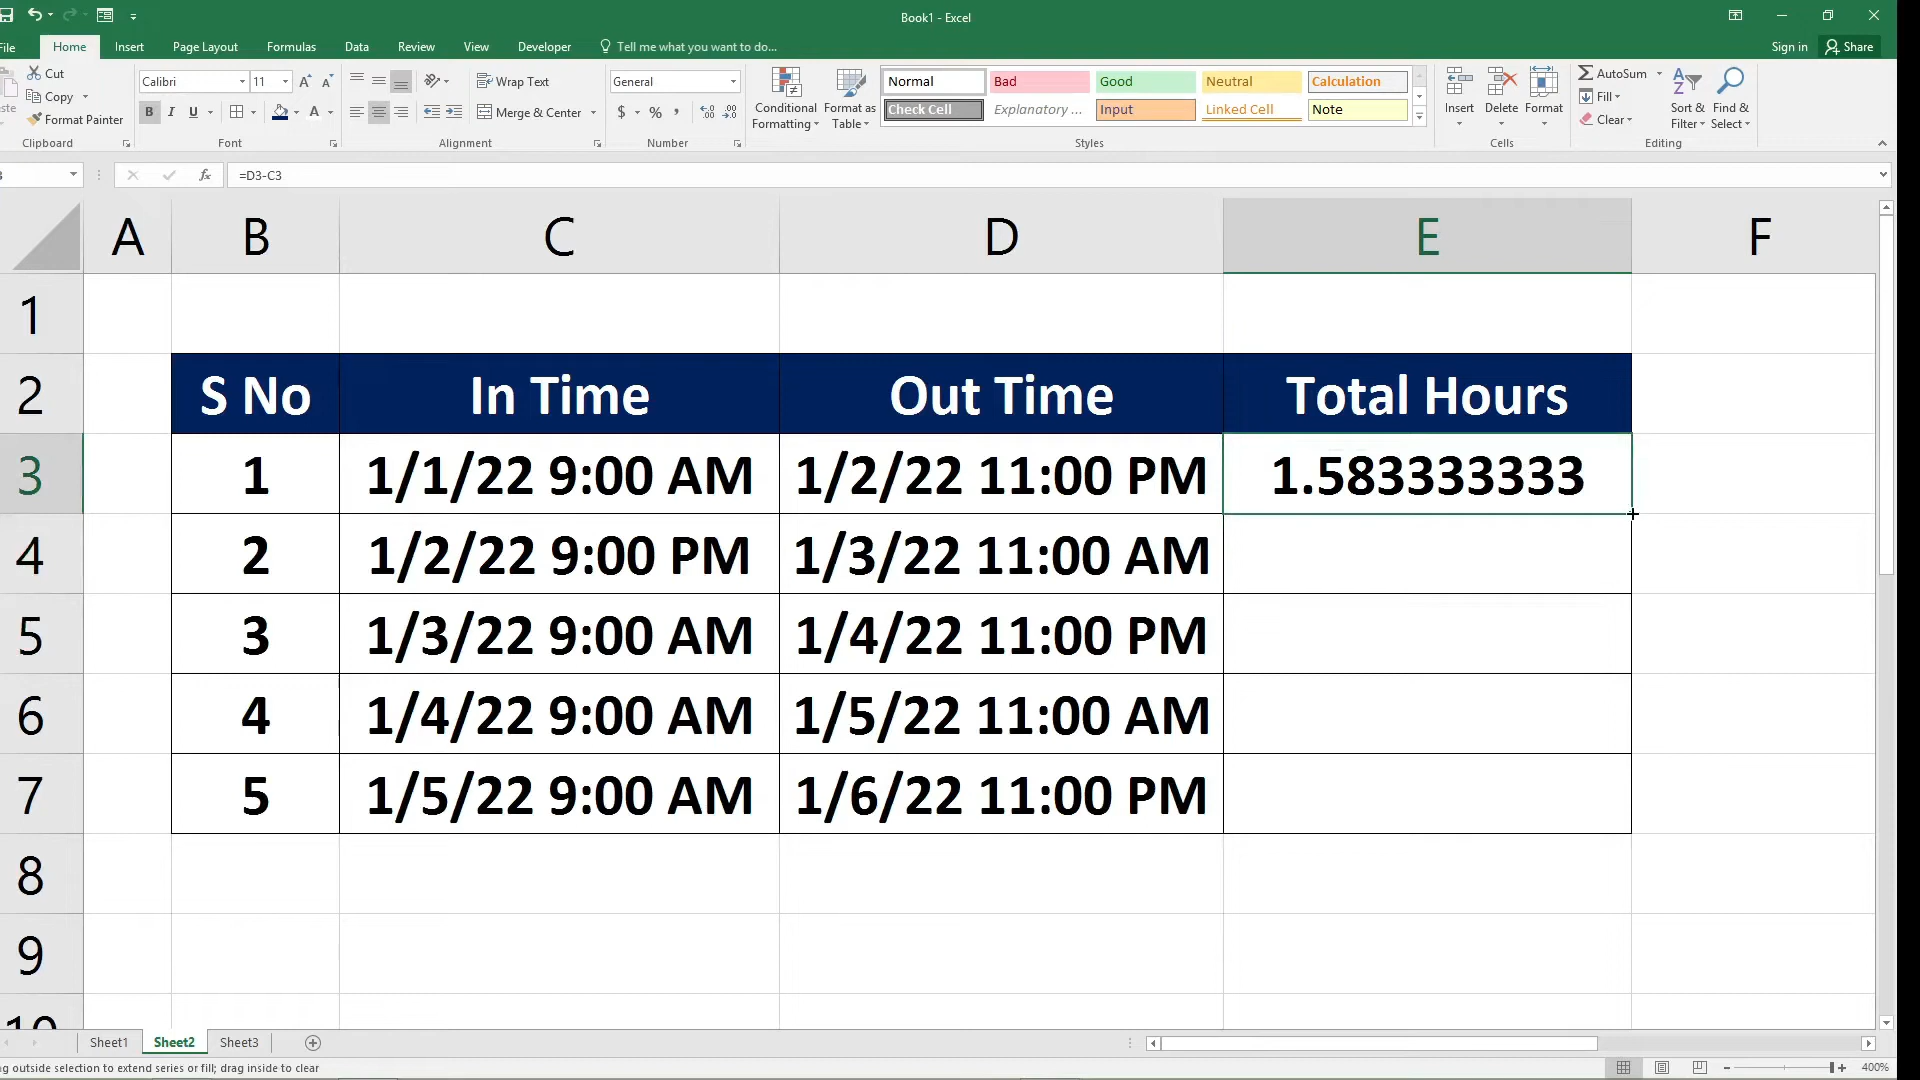 Book1 - Excel
File Home Insert Page Layout Formulas Data Review View Developer Tell me what you want to do... Sign in Share
Cut
Copy
Format Painter
Clipboard
Calibri 11
B I U
Font
Wrap Text
Merge & Center
Alignment
General
$ % ,
Number
Conditional Formatting
Format as Table
Normal Bad Good Neutral Calculation
Check Cell Explanatory ... Input Linked Cell Note
Styles
Insert Delete Format
Cells
AutoSum
Fill
Clear
Sort & Filter
Find & Select
Editing
fx =D3-C3
A B C D E F
1
2 S No In Time Out Time Total Hours
3 1 1/1/22 9:00 AM 1/2/22 11:00 PM 1.583333333
4 2 1/2/22 9:00 PM 1/3/22 11:00 AM
5 3 1/3/22 9:00 AM 1/4/22 11:00 PM
6 4 1/4/22 9:00 AM 1/5/22 11:00 AM
7 5 1/5/22 9:00 AM 1/6/22 11:00 PM
8
9
10
Sheet1 Sheet2 Sheet3
outside selection to extend series or fill; drag inside to clear
400%